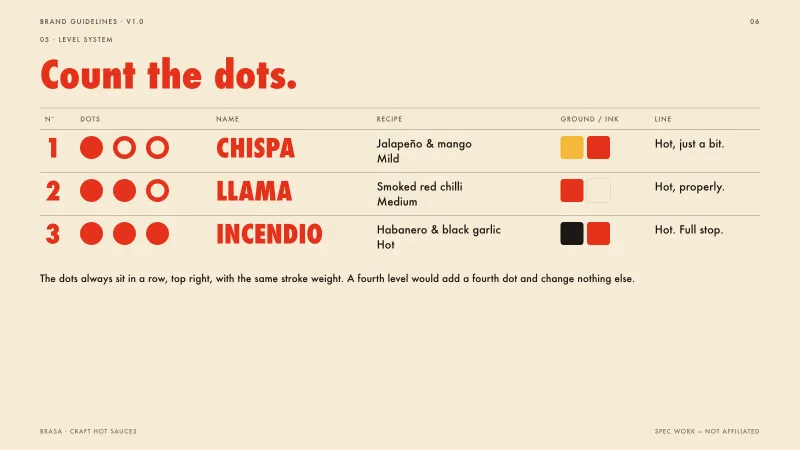 BRAND GUIDELINES · V1.0
06
05 · LEVEL SYSTEM
Count the dots.
N° DOTS NAME RECIPE GROUND / INK LINE
1 CHISPA Jalapeño & mango Hot, just a bit.
Mild
2 LLAMA Smoked red chilli Hot, properly.
Medium
3 INCENDIO Habanero & black garlic Hot. Full stop.
Hot
The dots always sit in a row, top right, with the same stroke weight. A fourth level would add a fourth dot and change nothing else.
BRASA · CRAFT HOT SAUCES
SPEC WORK — NOT AFFILIATED